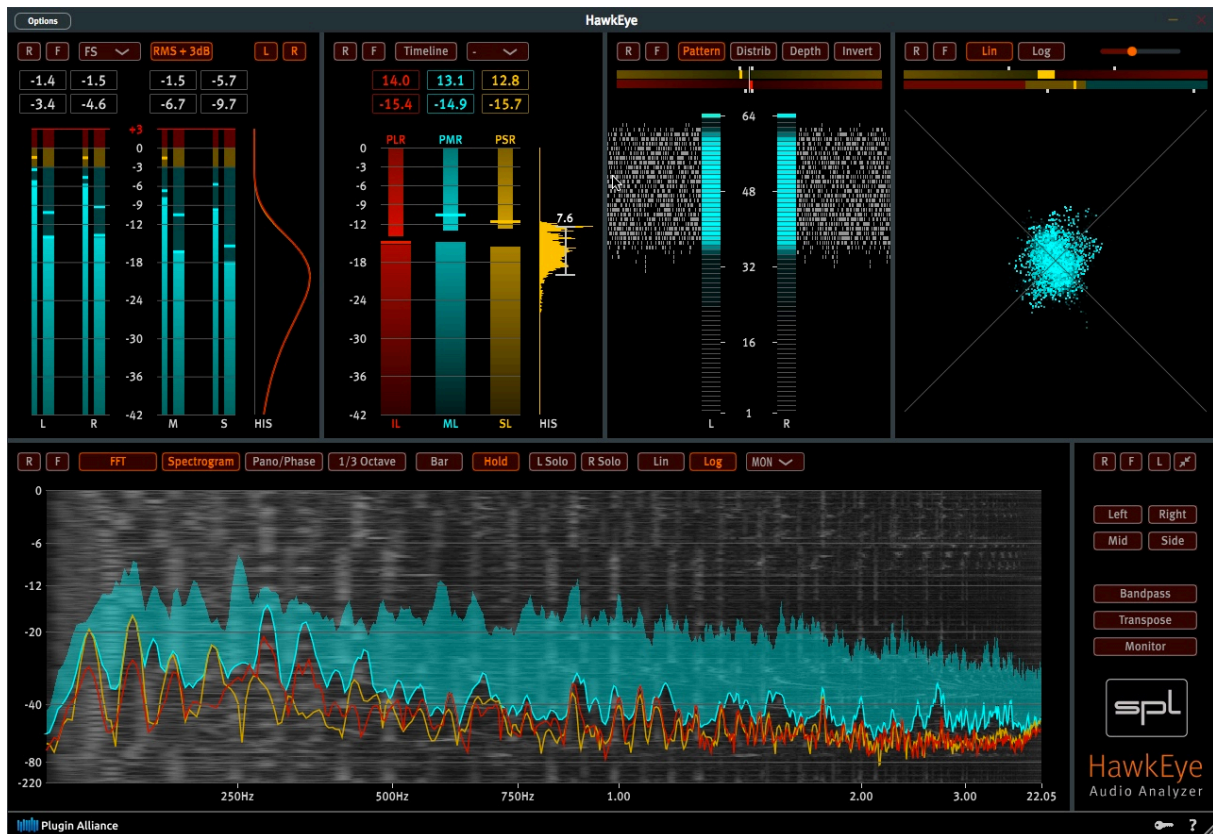 Options
HawkEye
R F FS RMS + 3dB L R
-1.4 -1.5 -1.5 -5.7
-3.4 -4.6 -6.7 -9.7
+3
0
-3
-6
-9
-12
-15
-18
-24
-30
-36
-42
L R M S HIS
R F Timeline -
14.0 13.1 12.8
-15.4 -14.9 -15.7
PLR PMR PSR
0
-3
-6
-9
-12
-15
-18
-24
-30
-36
-42
7.6
IL ML SL HIS
R F Pattern Distrib Depth Invert
64
48
32
16
1
L R
R F Lin Log
R F FFT Spectrogram Pano/Phase 1/3 Octave Bar Hold L Solo R Solo Lin Log MON
0
-6
-12
-20
-40
-80
-220
250Hz 500Hz 750Hz 1.00 2.00 3.00 22.05
R F L
Left Right
Mid Side
Bandpass
Transpose
Monitor
spl
HawkEye
Audio Analyzer
Plugin Alliance ?